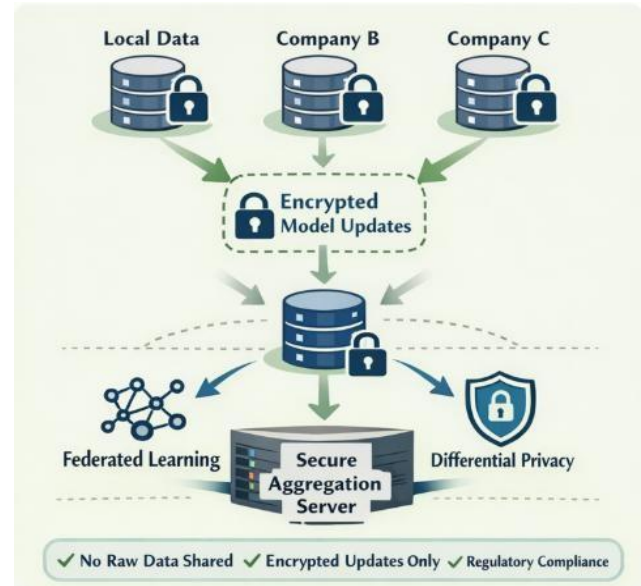 Local Data
Company B
Company C
Encrypted
Model Updates
Federated Learning
Secure
Aggregation
Server
Differential Privacy
✓ No Raw Data Shared ✓ Encrypted Updates Only ✓ Regulatory Compliance